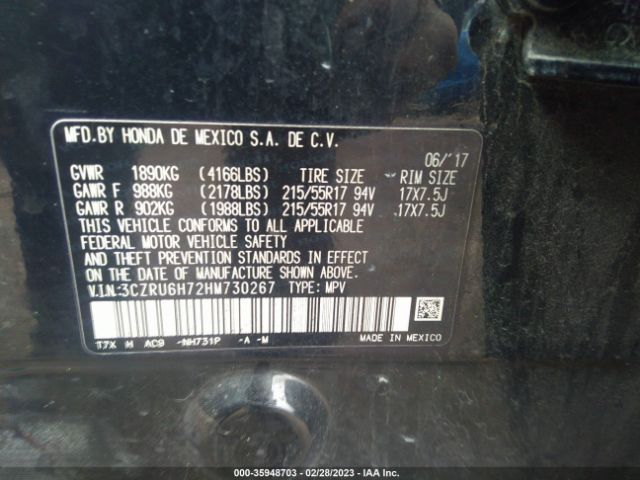 MFD.BY HONDA DE MEXICO S.A. DE C.V.
06/'17
GVWR 1890KG (4166LBS) TIRE SIZE RIM SIZE
GAWR F 988KG (2178LBS) 215/55R17 94V 17X7.5J
GAWR R 902KG (1988LBS) 215/55R17 94V 17X7.5J
THIS VEHICLE CONFORMS TO ALL APPLICABLE
FEDERAL MOTOR VEHICLE SAFETY
AND THEFT PREVENTION STANDARDS IN EFFECT
ON THE DATE OF MANUFACTURE SHOWN ABOVE.
V.I.N.:3CZRU6H72HM730267 TYPE: MPV
T7X M AC9 -NH731P -A -M
MADE IN MEXICO
000-35948703 - 02/28/2023 - IAA Inc.